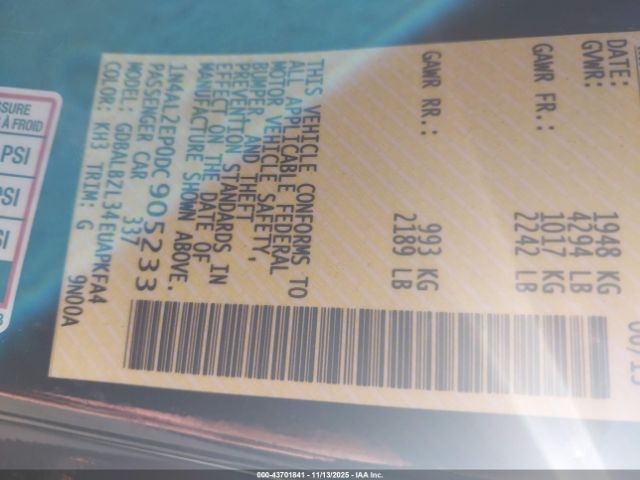 SSURE
À FROID
PSI
PSI
SI
DATE:
GVWR: 1948 KG
4294 LB
GAWR FR.: 1017 KG
2242 LB
GAWR RR.: 993 KG
2189 LB
THIS VEHICLE CONFORMS TO
ALL APPLICABLE FEDERAL
MOTOR VEHICLE SAFETY,
BUMPER, AND THEFT
PREVENTION STANDARDS IN
EFFECT ON THE DATE OF
MANUFACTURE SHOWN ABOVE.
1N4AL2EP0DC905233
PASSENGER CAR 337
MODEL: GDBALBZL34EUAPKFA4
COLOR: KH3 TRIM: G 9N00A
000-43701841 - 11/13/2025 - IAA Inc.